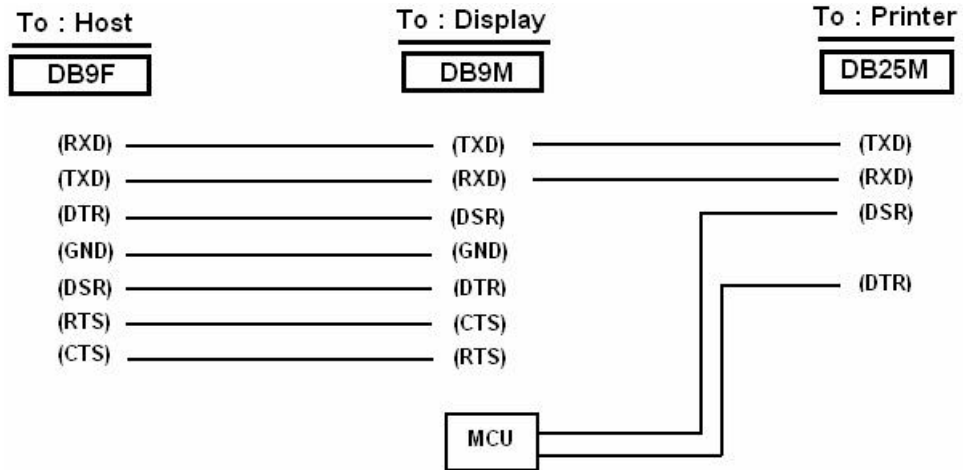 To : Host To : Display To : Printer
DB9F DB9M DB25M
(RXD) (TXD) (TXD)
(TXD) (RXD) (RXD)
(DTR) (DSR) (DSR)
(GND) (GND)
(DSR) (DTR) (DTR)
(RTS) (CTS)
(CTS) (RTS)
MCU